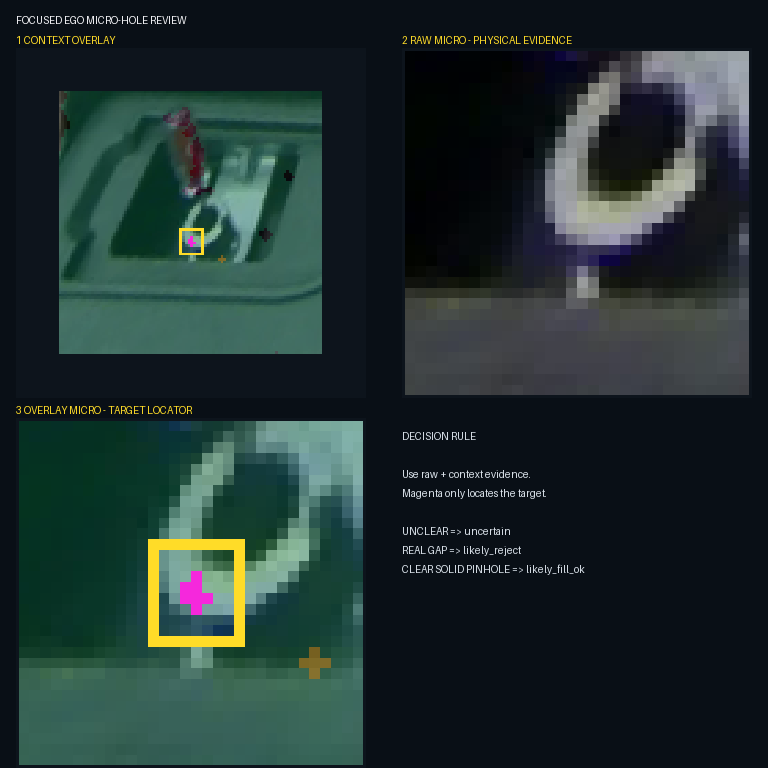 FOCUSED EGO MICRO-HOLE REVIEW
1 CONTEXT OVERLAY
2 RAW MICRO - PHYSICAL EVIDENCE
3 OVERLAY MICRO - TARGET LOCATOR
DECISION RULE
Use raw + context evidence.
Magenta only locates the target.
UNCLEAR => uncertain
REAL GAP => likely_reject
CLEAR SOLID PINHOLE => likely_fill_ok